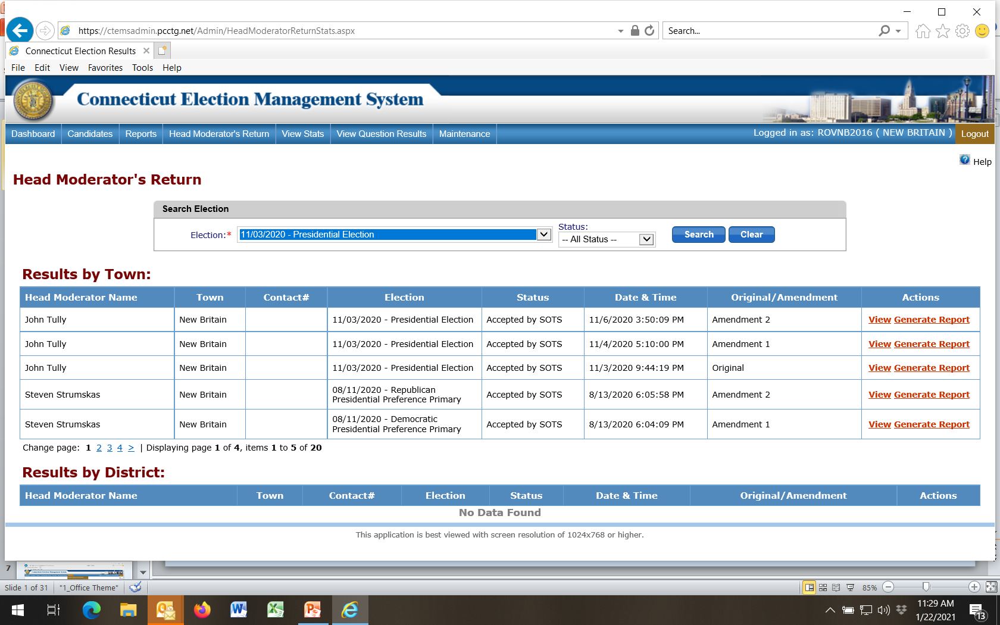 https://ctemsadmin.pcctg.net/Admin/HeadModeratorReturnStats.aspx
Search...
Connecticut Election Results
File Edit View Favorites Tools Help
Connecticut Election Management System
Dashboard Candidates Reports Head Moderator's Return View Stats View Question Results Maintenance Logged in as: ROVNB2016 ( NEW BRITAIN ) Logout
Help
Head Moderator's Return
Search Election
Status:
Election:* 11/03/2020 - Presidential Election -- All Status -- Search Clear
Results by Town:
Head Moderator Name Town Contact# Election Status Date & Time Original/Amendment Actions
John Tully New Britain 11/03/2020 - Presidential Election Accepted by SOTS 11/6/2020 3:50:09 PM Amendment 2 View Generate Report
John Tully New Britain 11/03/2020 - Presidential Election Accepted by SOTS 11/4/2020 5:10:00 PM Amendment 1 View Generate Report
John Tully New Britain 11/03/2020 - Presidential Election Accepted by SOTS 11/3/2020 9:44:19 PM Original View Generate Report
08/11/2020 - Republican
Steven Strumskas New Britain Presidential Preference Primary Accepted by SOTS 8/13/2020 6:05:58 PM Amendment 2 View Generate Report
08/11/2020 - Democratic
Steven Strumskas New Britain Presidential Preference Primary Accepted by SOTS 8/13/2020 6:04:09 PM Amendment 1 View Generate Report
Change page: 1 2 3 4 > | Displaying page 1 of 4, items 1 to 5 of 20
Results by District:
Head Moderator Name Town Contact# Election Status Date & Time Original/Amendment Actions
No Data Found
This application is best viewed with screen resolution of 1024x768 or higher.
7
Slide 1 of 31 "1_Office Theme" 85%
11:29 AM
1/22/2021
13